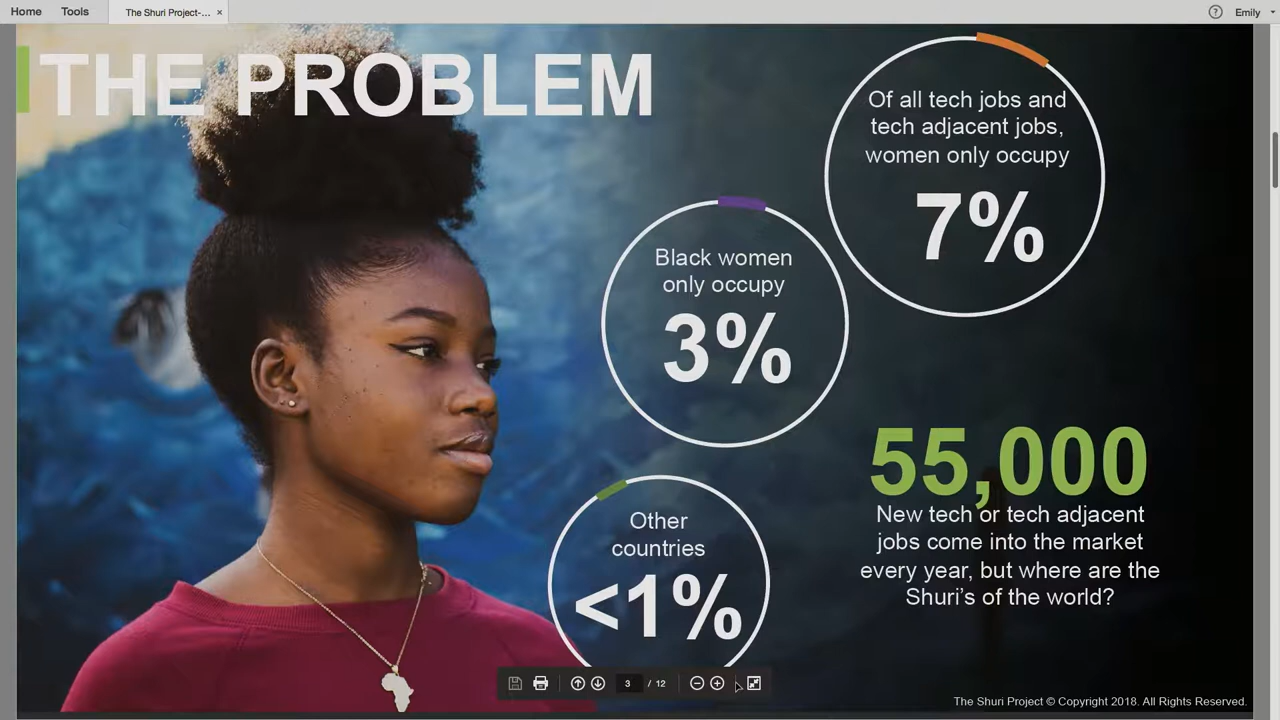 Home Tools The Shuri Project-... × ? Emily
THE PROBLEM
Of all tech jobs and
tech adjacent jobs,
women only occupy
7%
Black women
only occupy
3%
Other
countries
<1%
55,000
New tech or tech adjacent
jobs come into the market
every year, but where are the
Shuri's of the world?
3 / 12
The Shuri Project © Copyright 2018. All Rights Reserved.